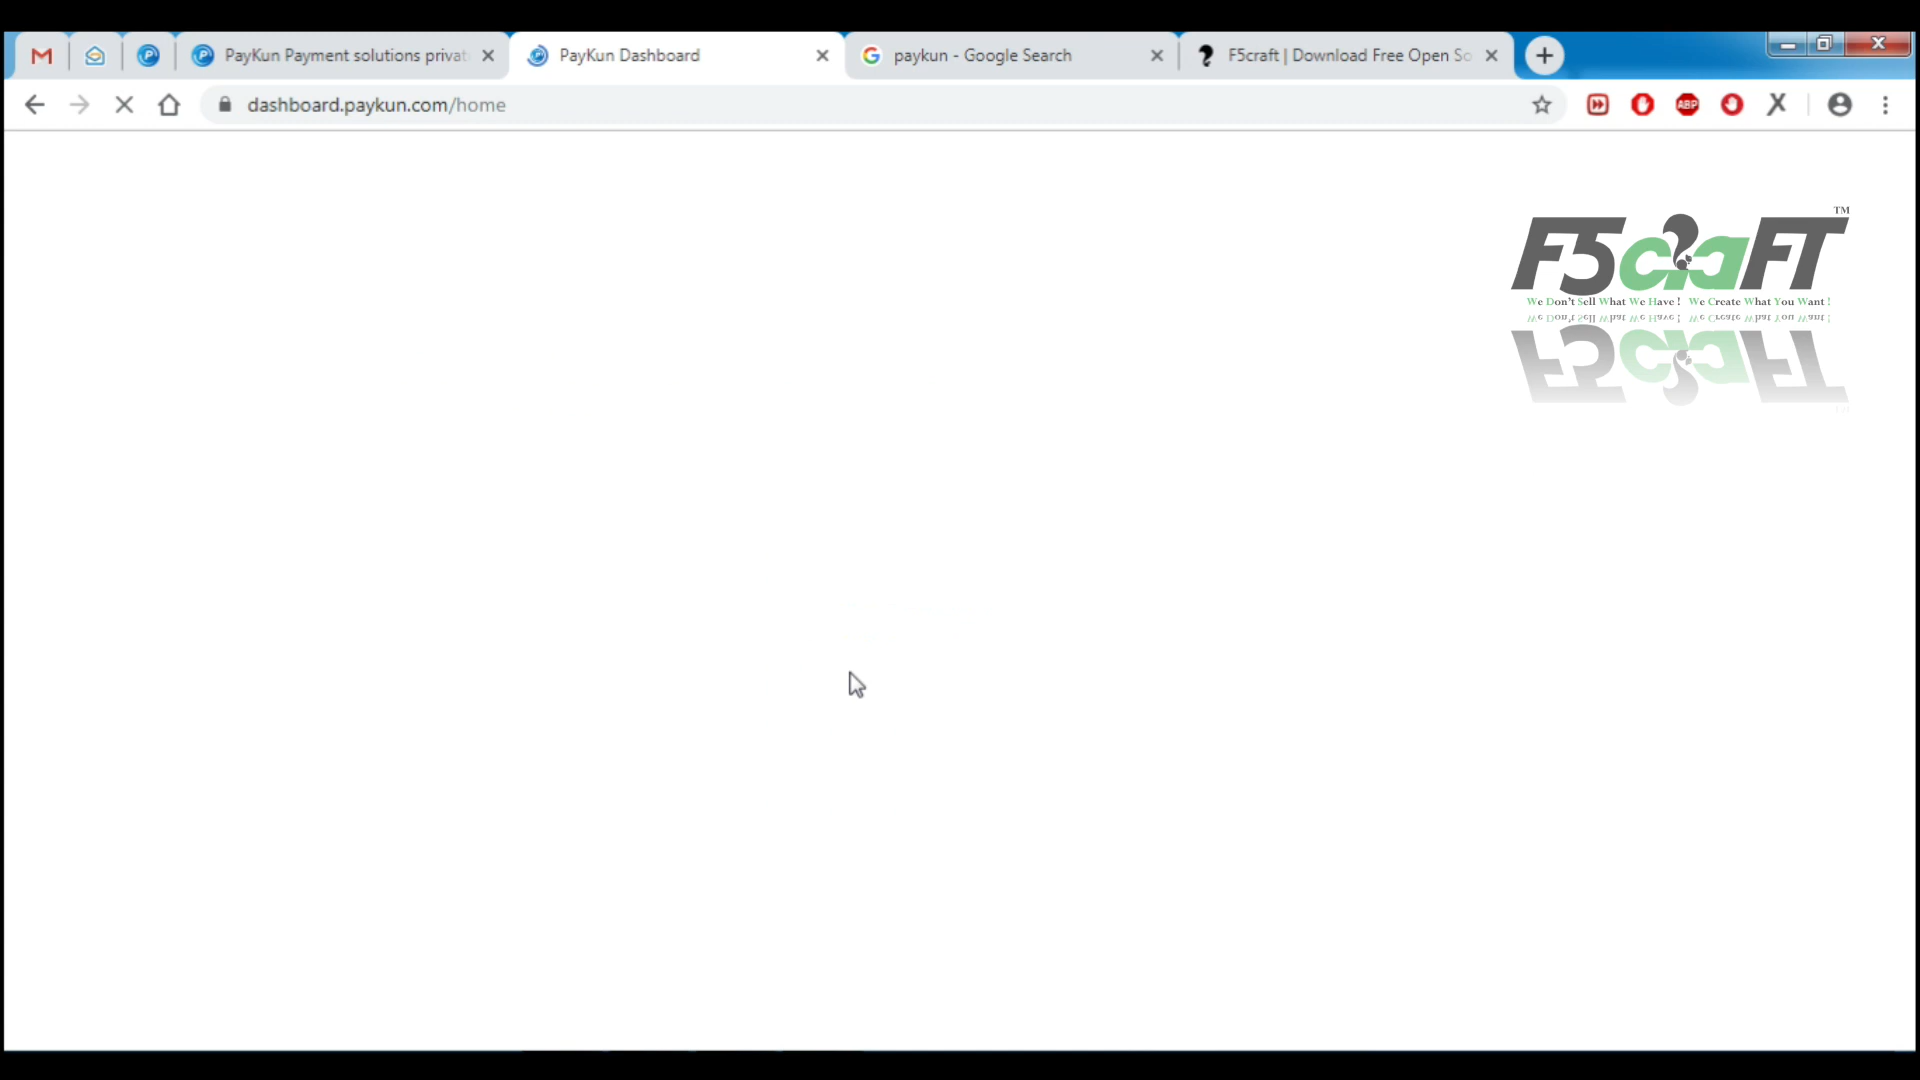 PayKun Payment solutions privat
PayKun Dashboard
paykun - Google Search
F5craft | Download Free Open So
dashboard.paykun.com/home
ABP
F5craFT TM
We Don't Sell What We Have ! We Create What You Want !